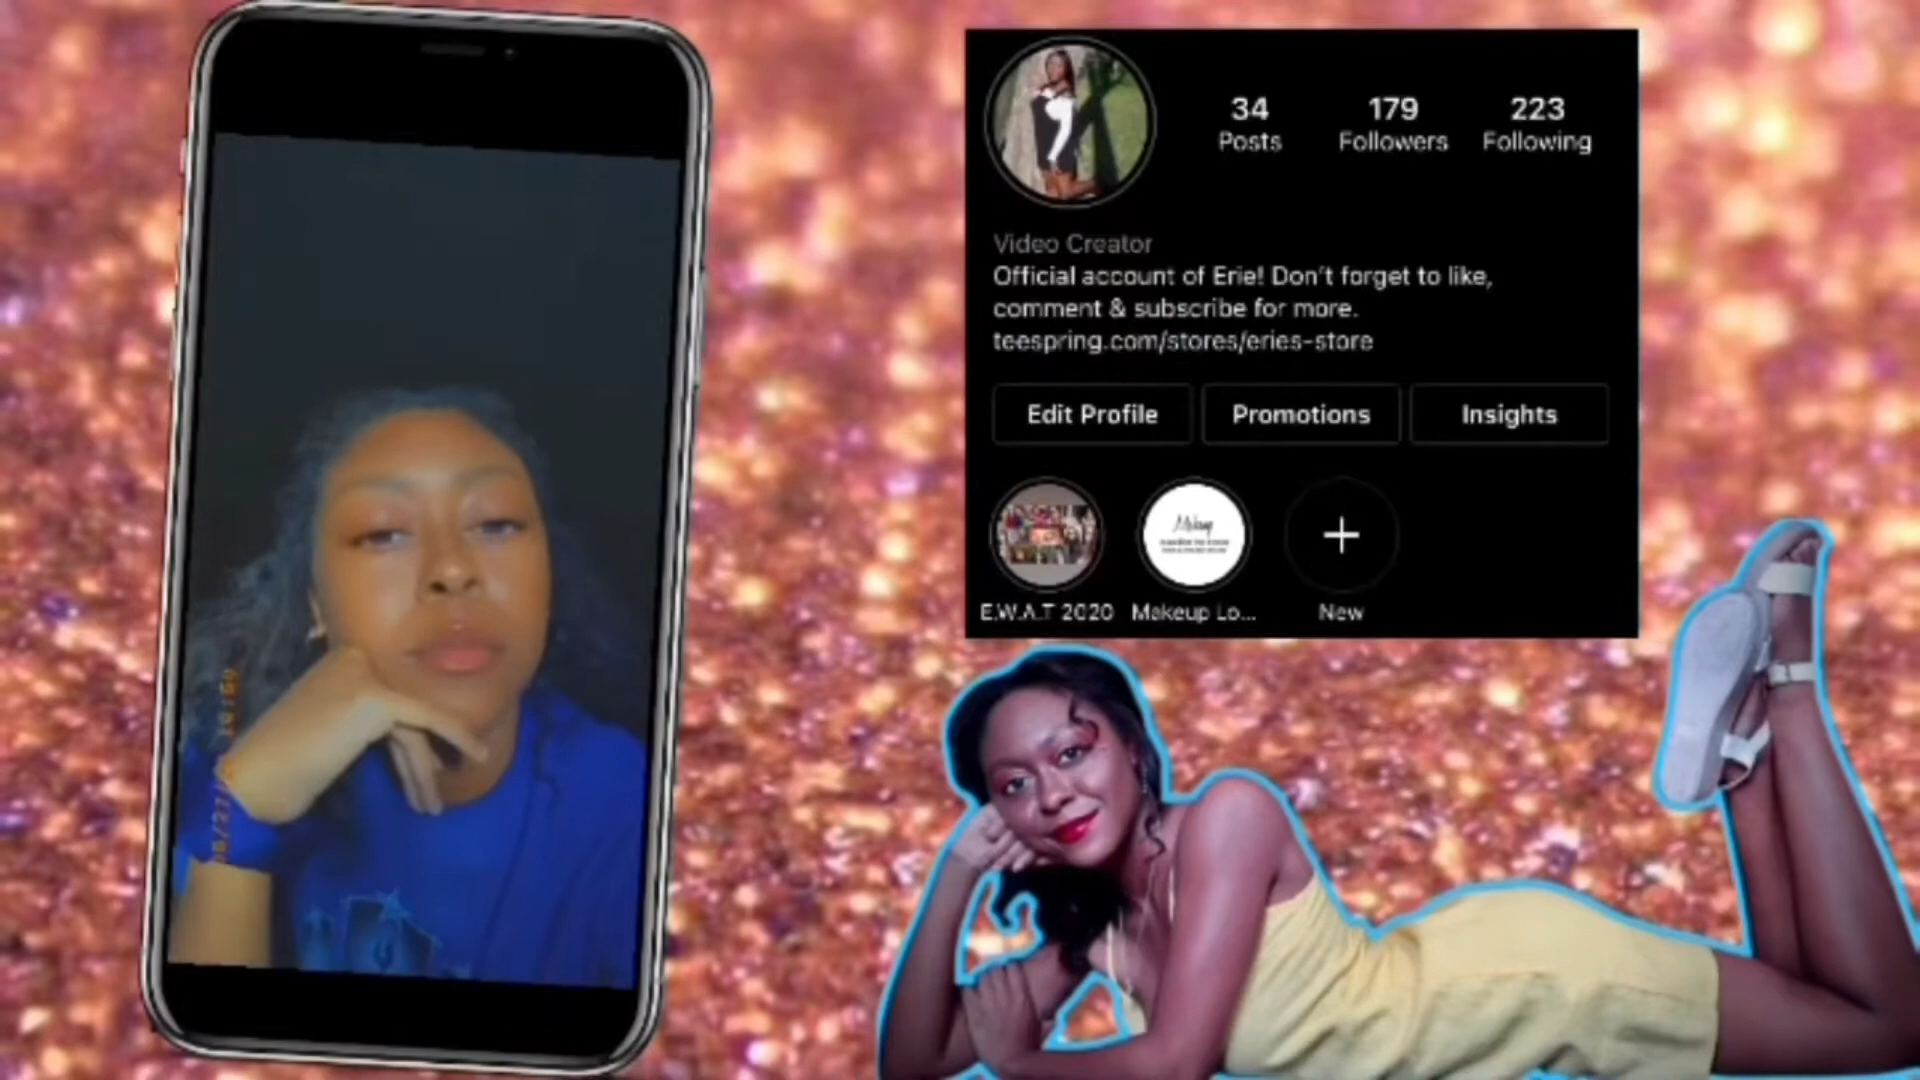 34
Posts
179
Followers
223
Following
Video Creator
Official account of Erie! Don't forget to like,
comment & subscribe for more.
teespring.com/stores/eries-store
Edit Profile
Promotions
Insights
E.W.A.T 2020
Makeup Lo...
New